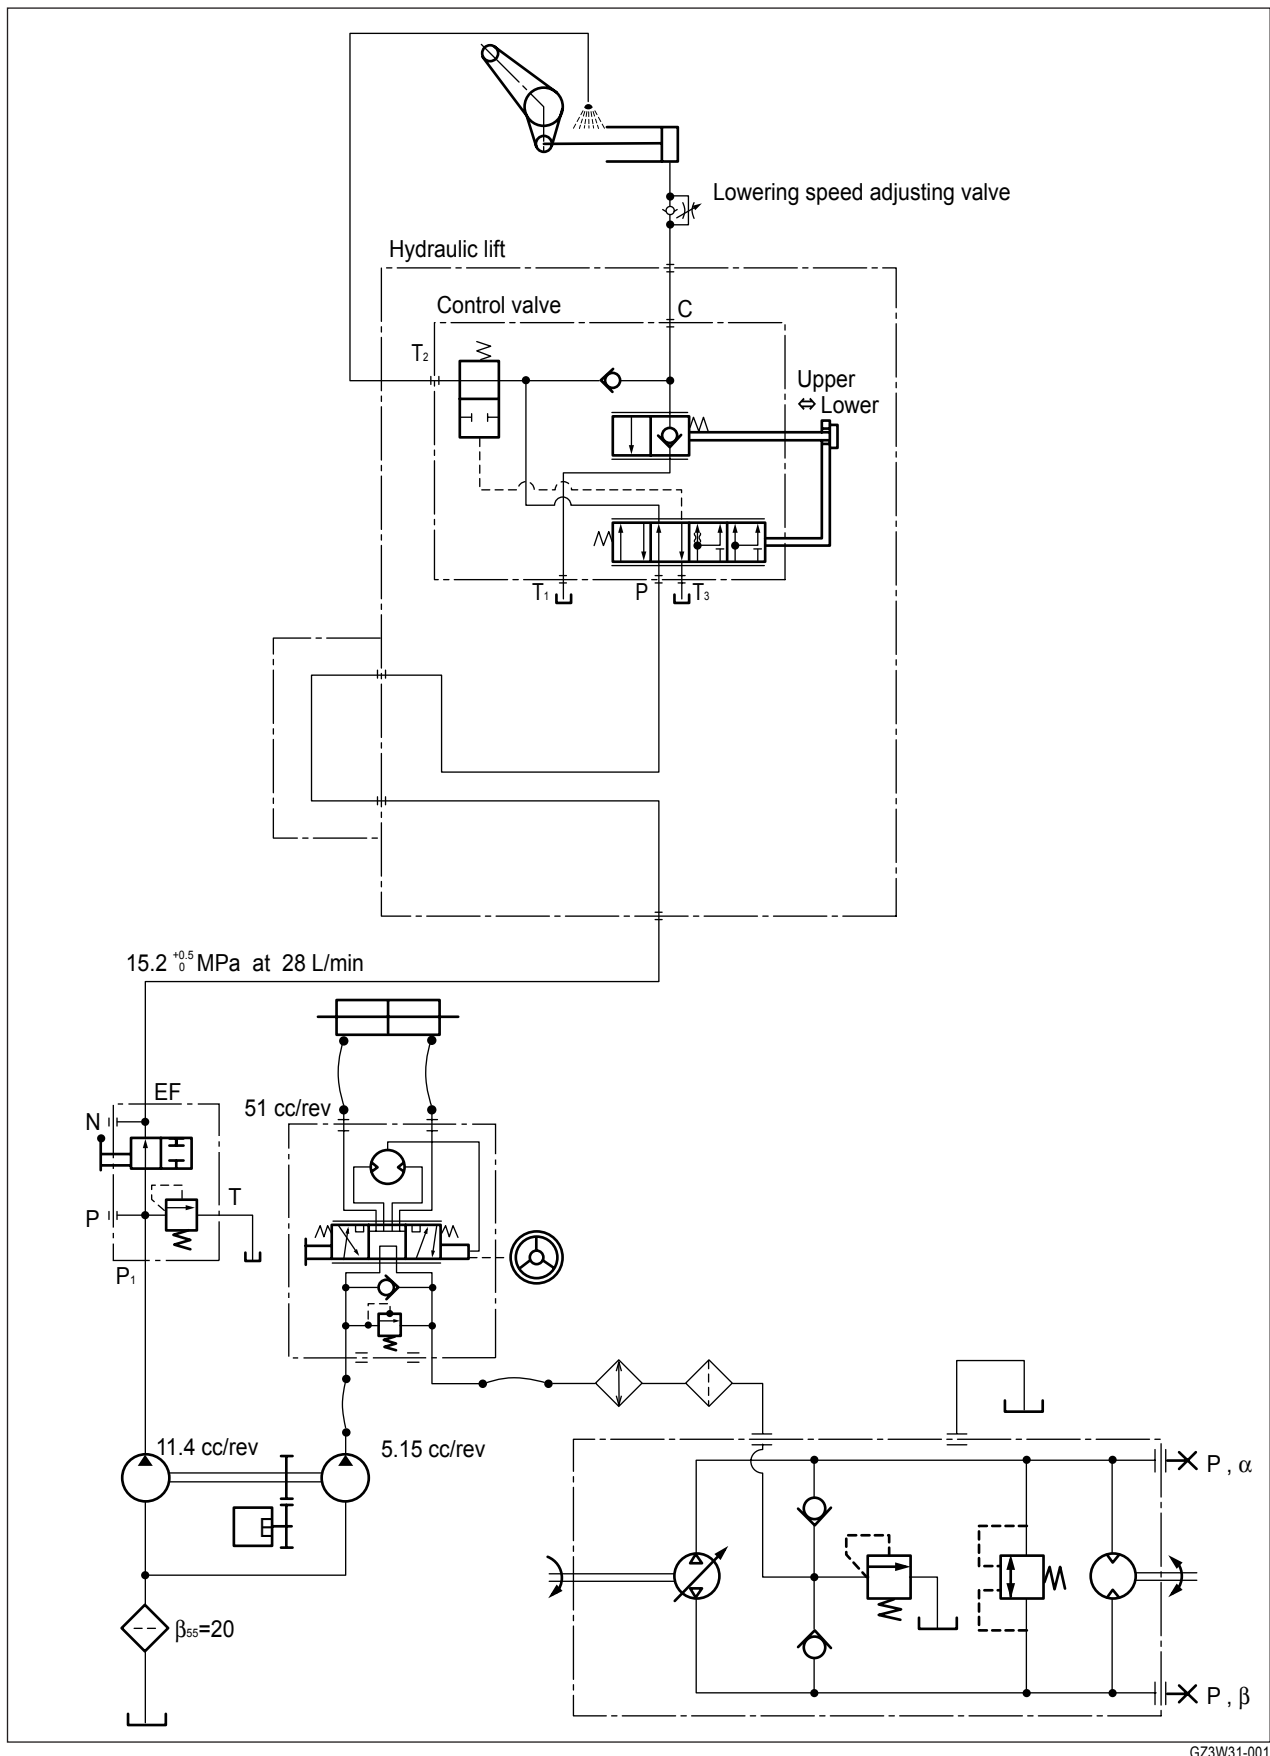 Lowering speed adjusting valve
Hydraulic lift
Control valve
C
T2
Upper
⇔ Lower
T1
P
T3
15.2 +0.5 0 MPa at 28 L/min
EF
N
51 cc/rev
T
P
P1
11.4 cc/rev
5.15 cc/rev
P , α
β55=20
P , β
GZ3W31-001